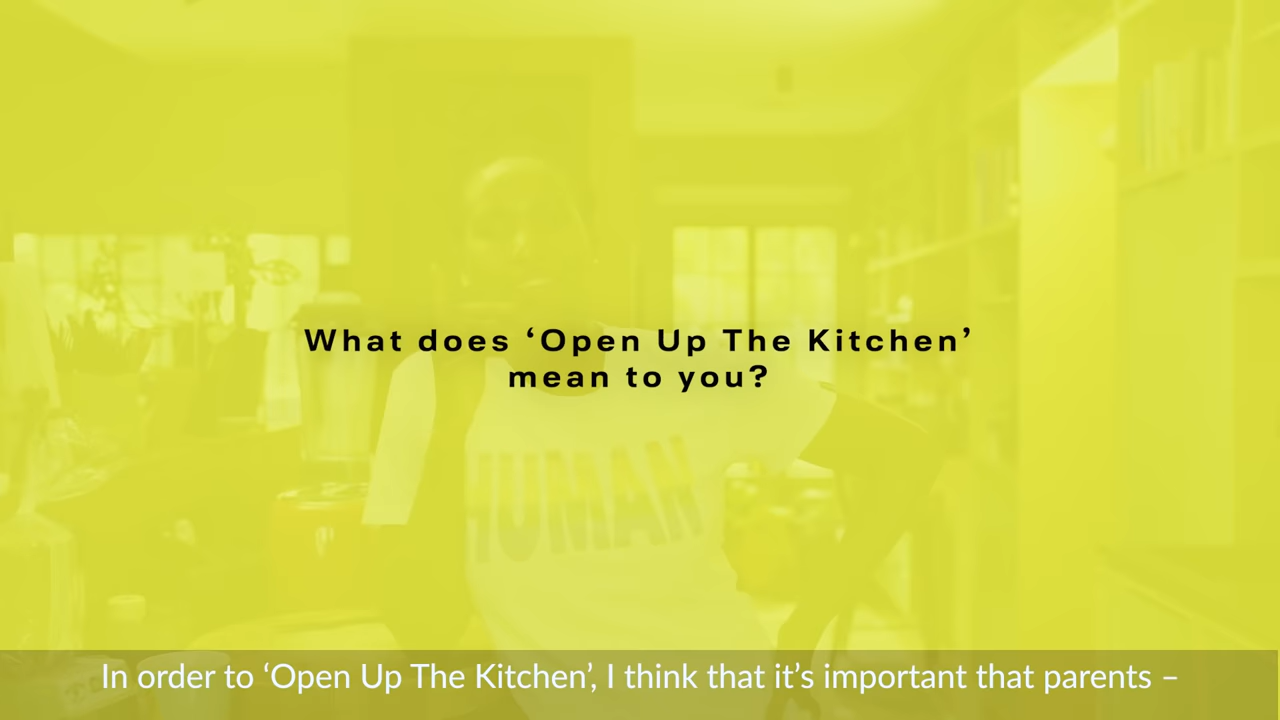 What does ‘Open Up The Kitchen’
mean to you?
HUMAN
In order to ‘Open Up The Kitchen’, I think that it’s important that parents –